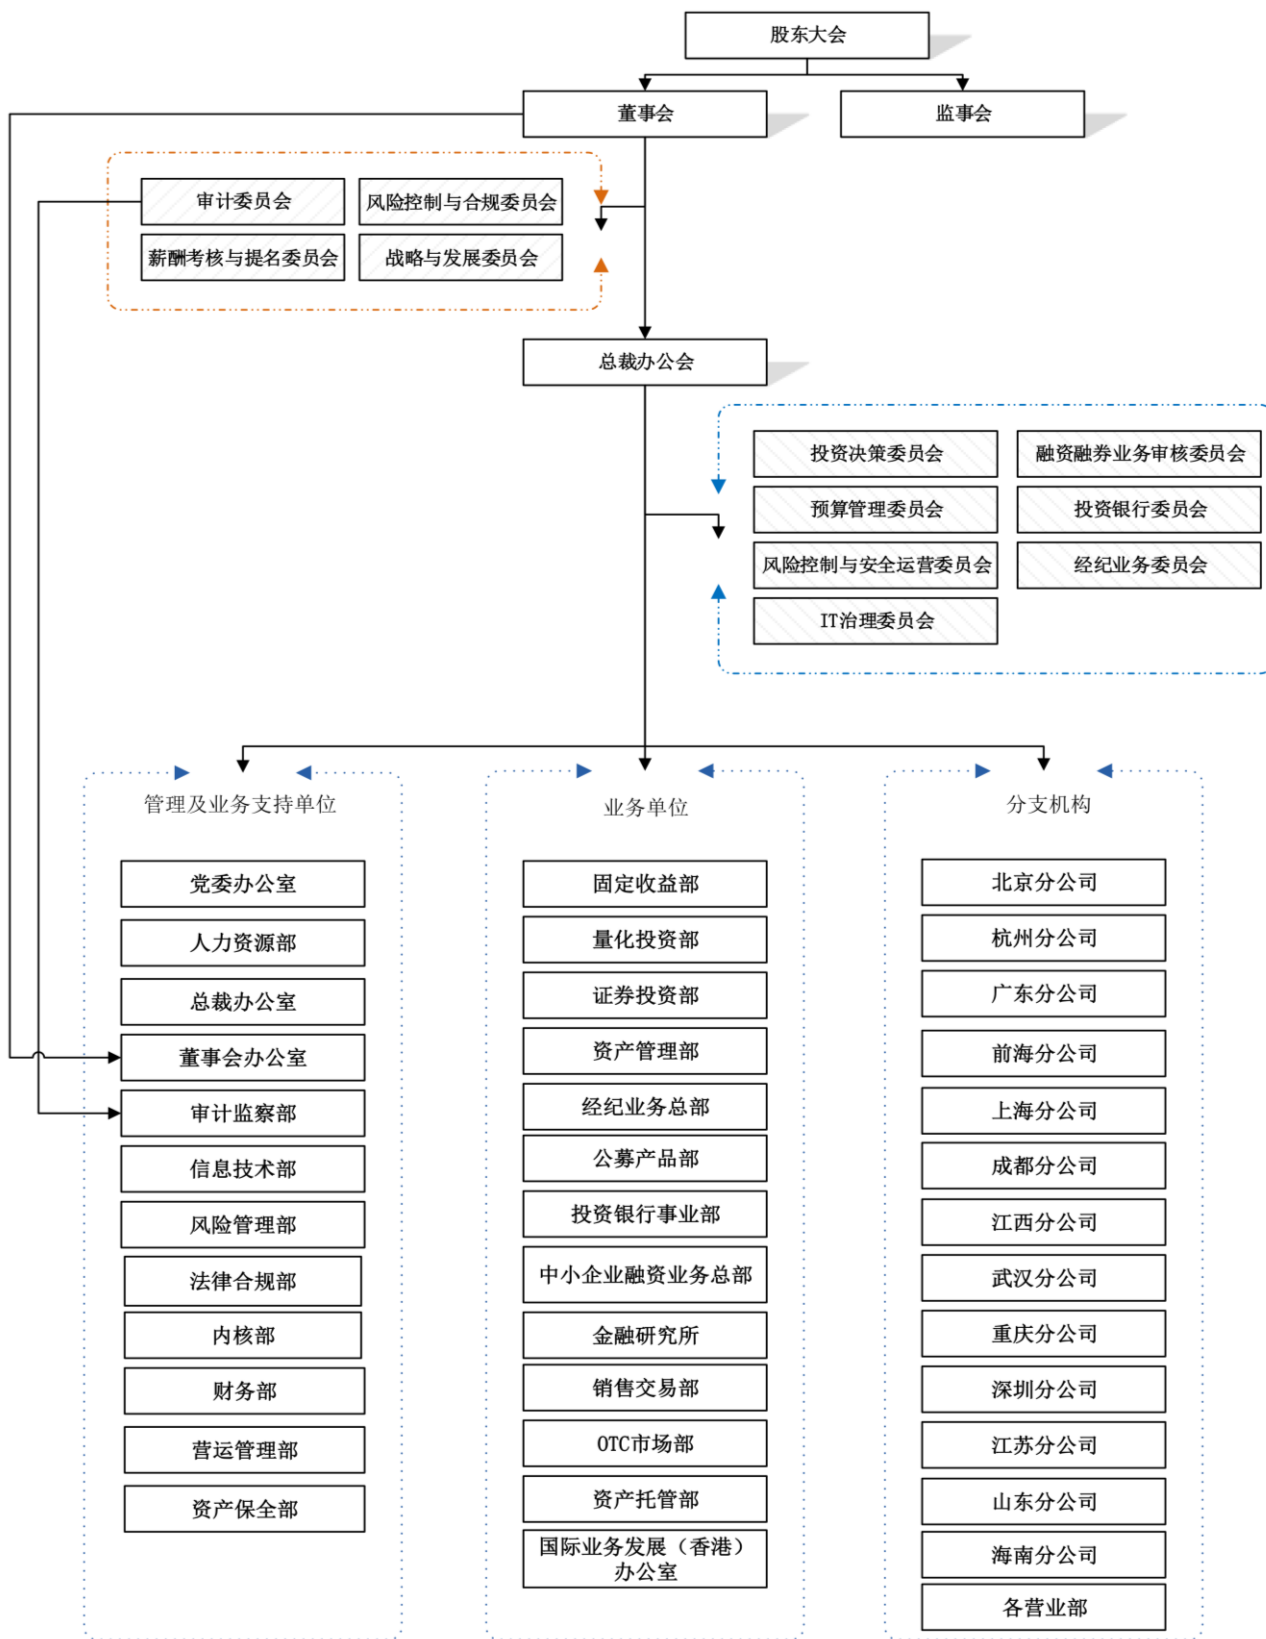 股东大会
董事会
监事会
审计委员会
风险控制与合规委员会
薪酬考核与提名委员会
战略与发展委员会
总裁办公会
投资决策委员会
融资融券业务审核委员会
预算管理委员会
投资银行委员会
风险控制与安全运营委员会
经纪业务委员会
IT治理委员会
管理及业务支持单位
党委办公室
人力资源部
总裁办公室
董事会办公室
审计监察部
信息技术部
风险管理部
法律合规部
内核部
财务部
营运管理部
资产保全部
业务单位
固定收益部
量化投资部
证券投资部
资产管理部
经纪业务总部
公募产品部
投资银行事业部
中小企业融资业务总部
金融研究所
销售交易部
OTC市场部
资产托管部
国际业务发展（香港）
办公室
分支机构
北京分公司
杭州分公司
广东分公司
前海分公司
上海分公司
成都分公司
江西分公司
武汉分公司
重庆分公司
深圳分公司
江苏分公司
山东分公司
海南分公司
各营业部